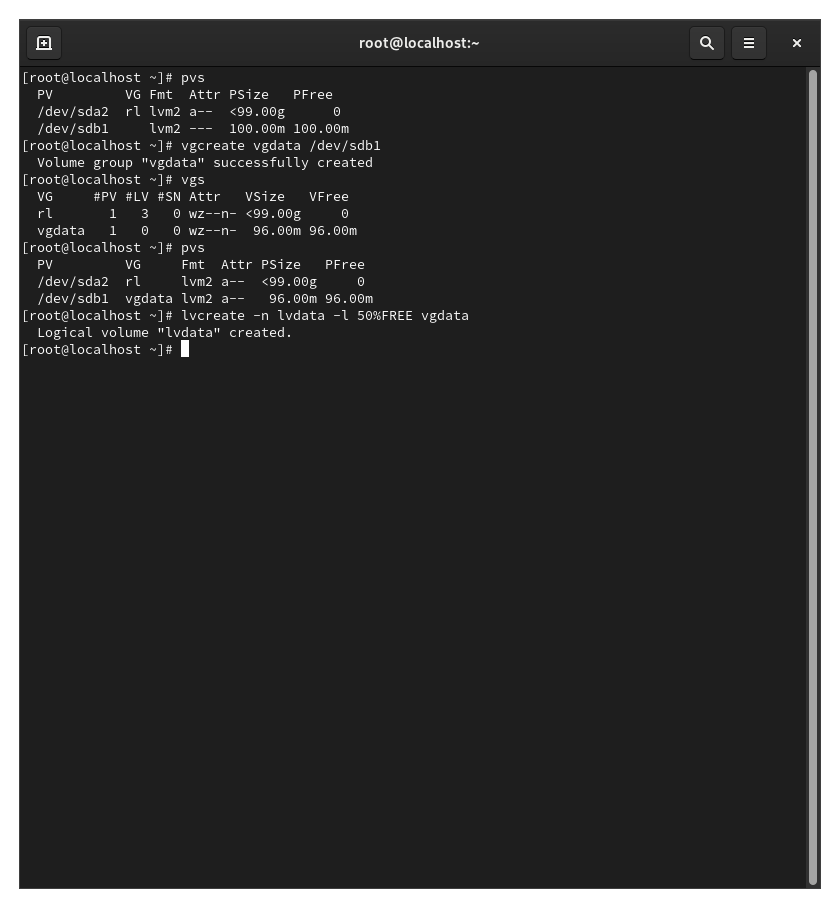 root@localhost:~
[root@localhost ~]# pvs
  PV         VG Fmt  Attr PSize   PFree
  /dev/sda2  rl lvm2 a--  <99.00g      0
  /dev/sdb1     lvm2 ---  100.00m 100.00m
[root@localhost ~]# vgcreate vgdata /dev/sdb1
  Volume group "vgdata" successfully created
[root@localhost ~]# vgs
  VG     #PV #LV #SN Attr   VSize   VFree
  rl       1   3   0 wz--n- <99.00g     0
  vgdata   1   0   0 wz--n-  96.00m 96.00m
[root@localhost ~]# pvs
  PV         VG     Fmt  Attr PSize   PFree
  /dev/sda2  rl     lvm2 a--  <99.00g     0
  /dev/sdb1  vgdata lvm2 a--   96.00m 96.00m
[root@localhost ~]# lvcreate -n lvdata -l 50%FREE vgdata
  Logical volume "lvdata" created.
[root@localhost ~]#